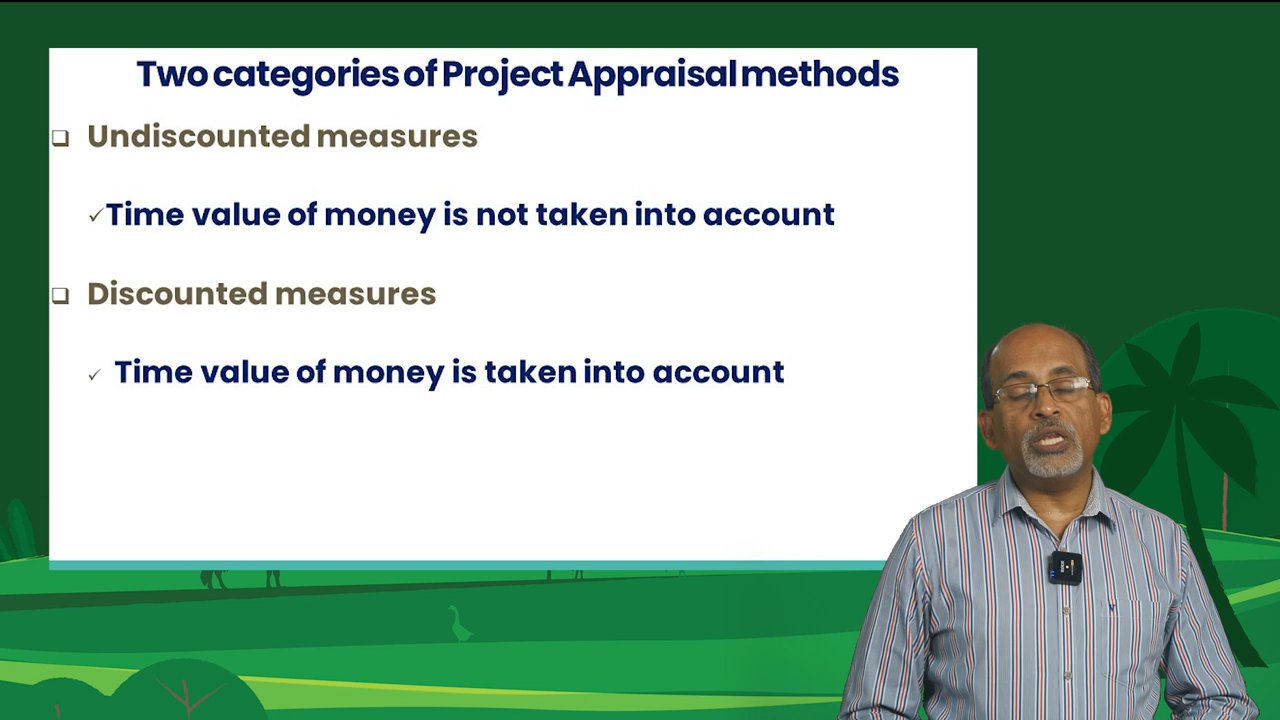 Two categories of Project Appraisal methods
Undiscounted measures
Time value of money is not taken into account
Discounted measures
Time value of money is taken into account